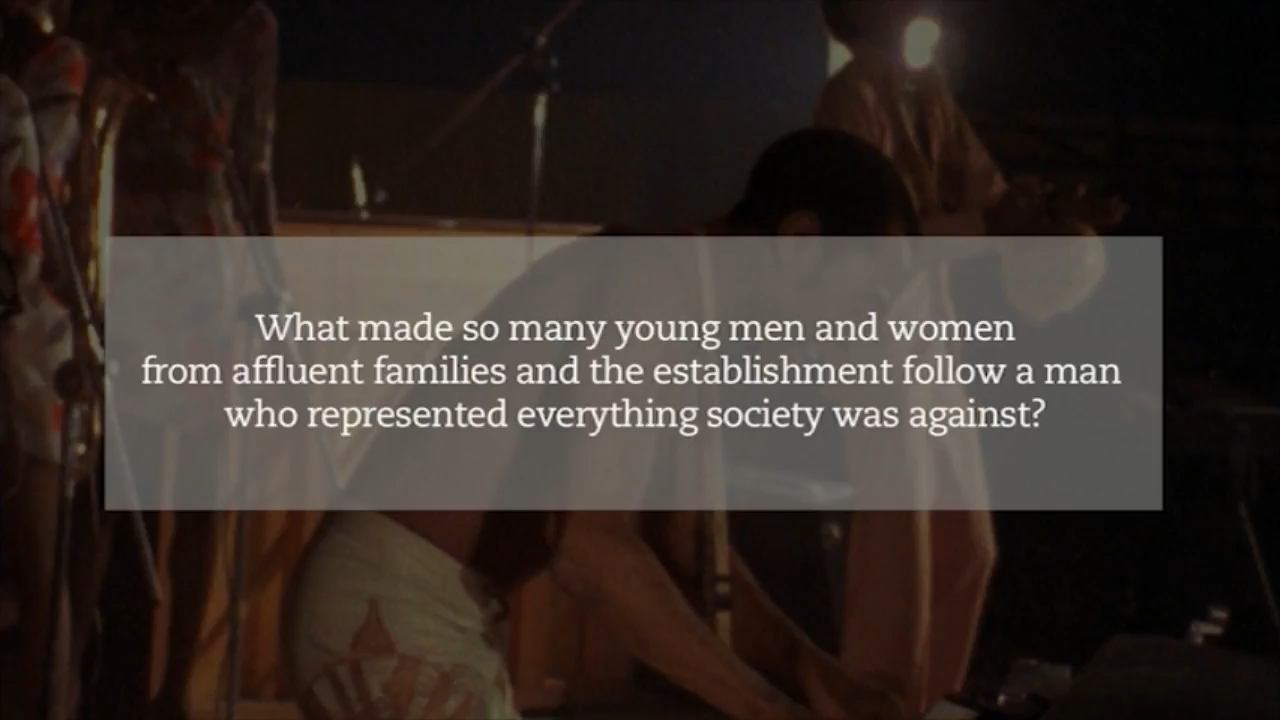 What made so many young men and women
from affluent families and the establishment follow a man
who represented everything society was against?